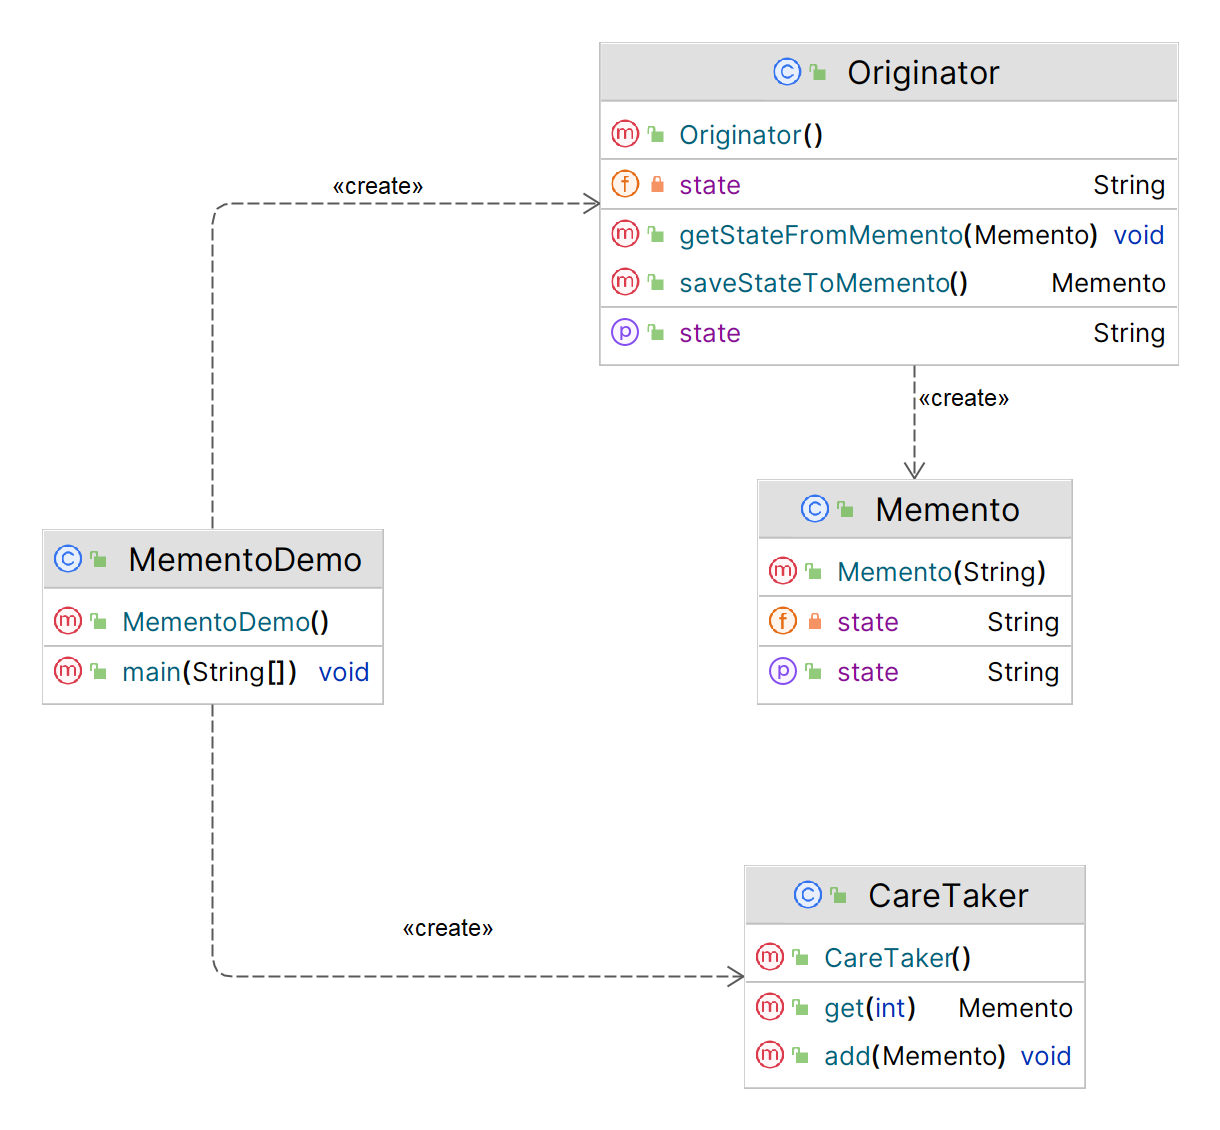 Originator
Originator()
state String
getStateFromMemento(Memento) void
saveStateToMemento() Memento
state String
«create»
«create»
Memento
Memento(String)
state String
state String
MementoDemo
MementoDemo()
main(String[]) void
«create»
CareTaker
CareTaker()
get(int) Memento
add(Memento) void